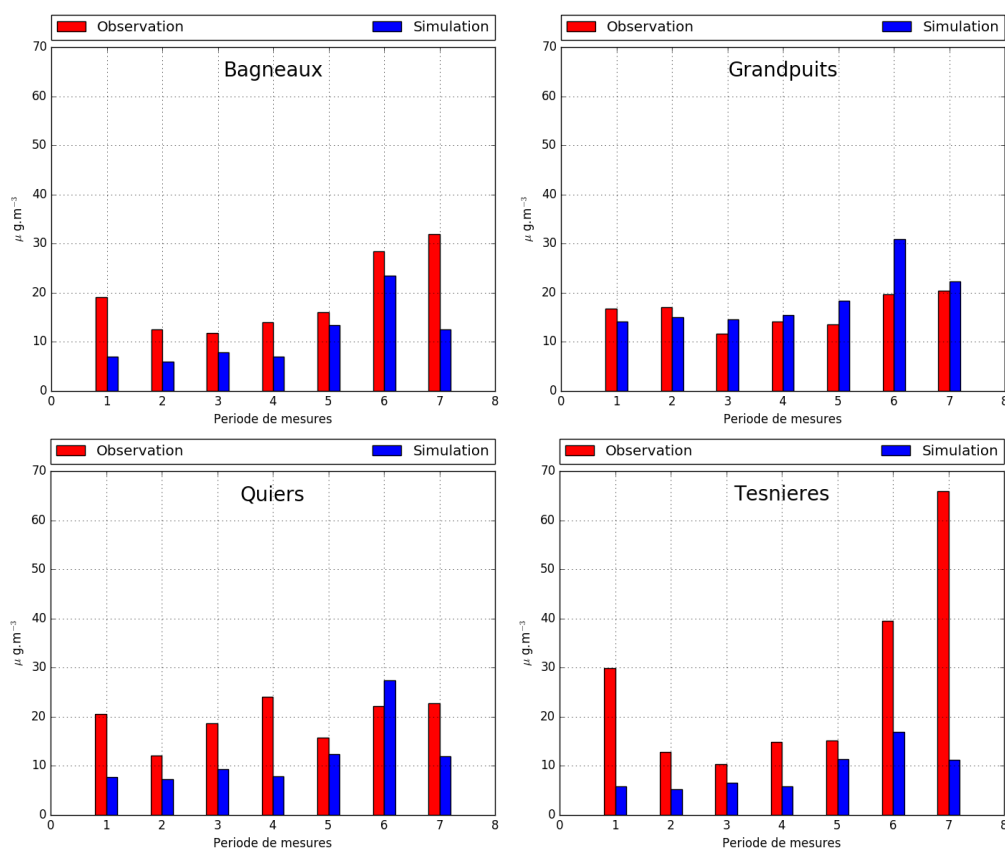 Observation Simulation
Bagneaux
70
60
50
40
30
20
10
0
μ g.m⁻³
0 1 2 3 4 5 6 7 8
Periode de mesures
Observation Simulation
Grandpuits
70
60
50
40
30
20
10
0
μ g.m⁻³
0 1 2 3 4 5 6 7 8
Periode de mesures
Observation Simulation
Quiers
70
60
50
40
30
20
10
0
μ g.m⁻³
0 1 2 3 4 5 6 7 8
Periode de mesures
Observation Simulation
Tesnieres
70
60
50
40
30
20
10
0
μ g.m⁻³
0 1 2 3 4 5 6 7 8
Periode de mesures